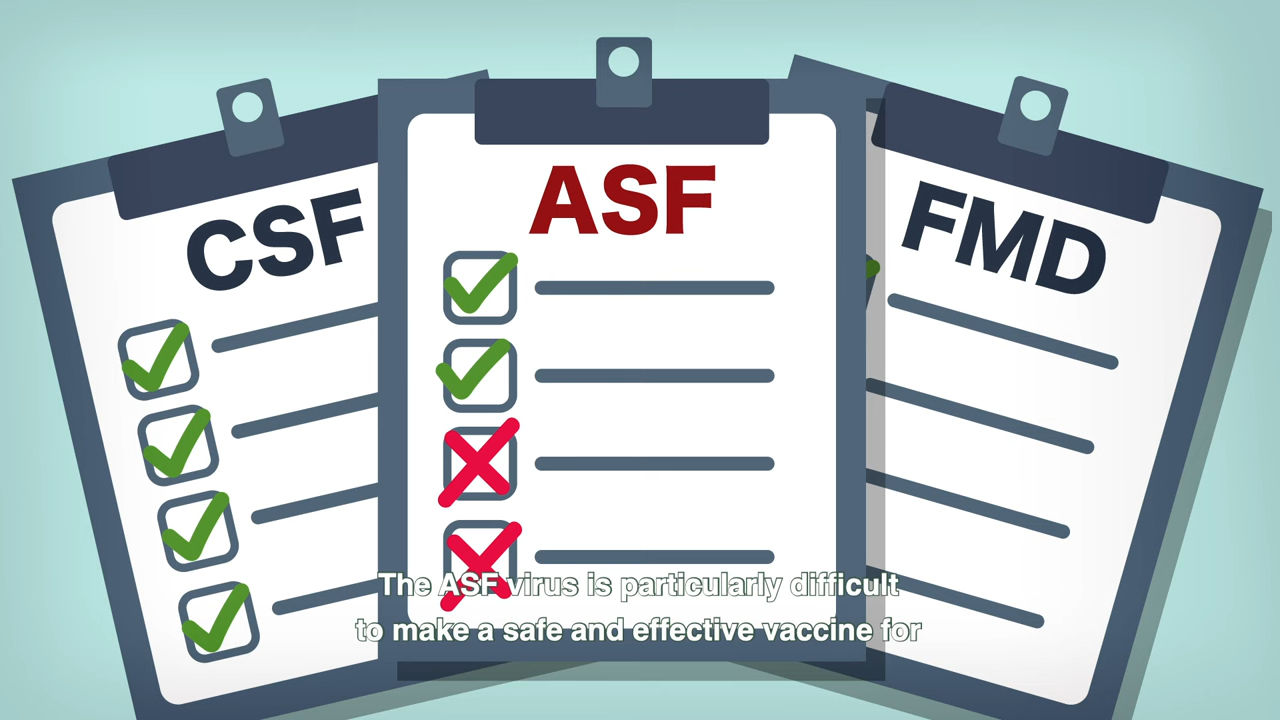 CSF
ASF
FMD
The ASF virus is particularly difficult
to make a safe and effective vaccine for